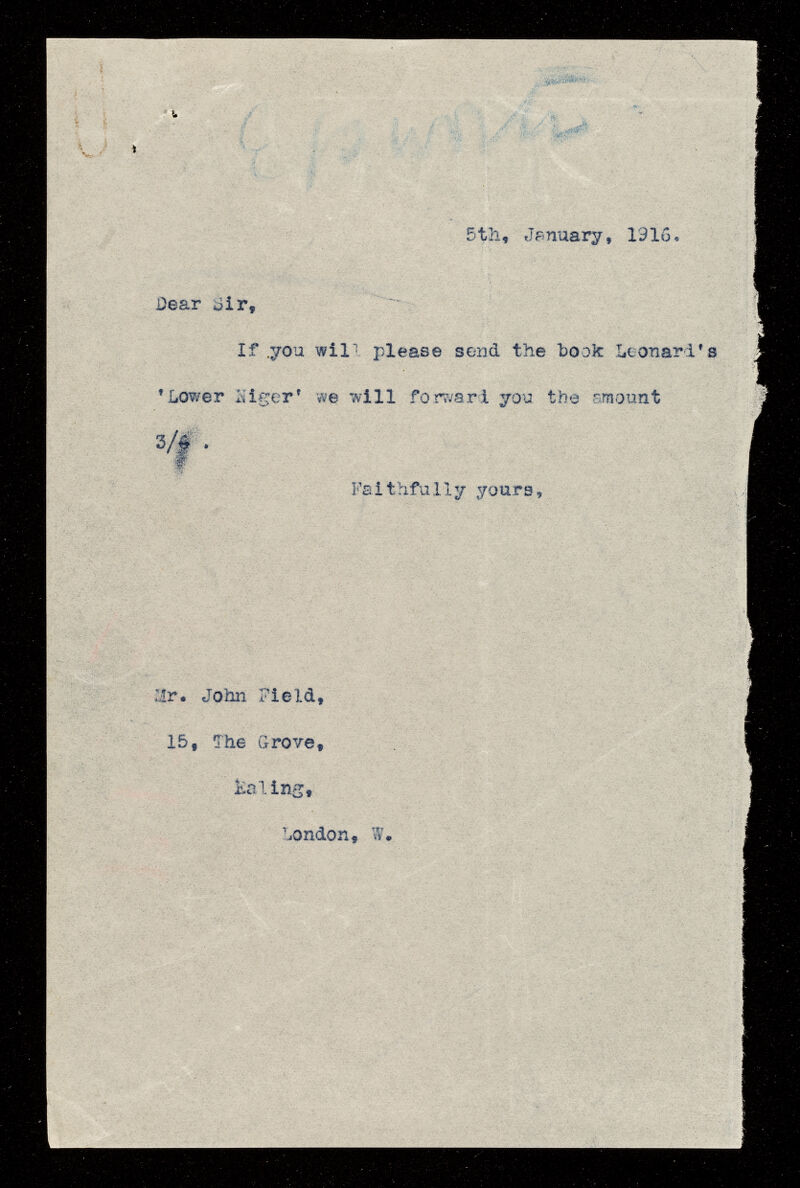 5th, January, 1916.
Dear Sir,
If .you will please send the book Leonard's
'Lower Niger' we will forward you the amount
3/
Faithfully yours,
Mr. John Field,
15, The Grove,
Ealing,
London, W.